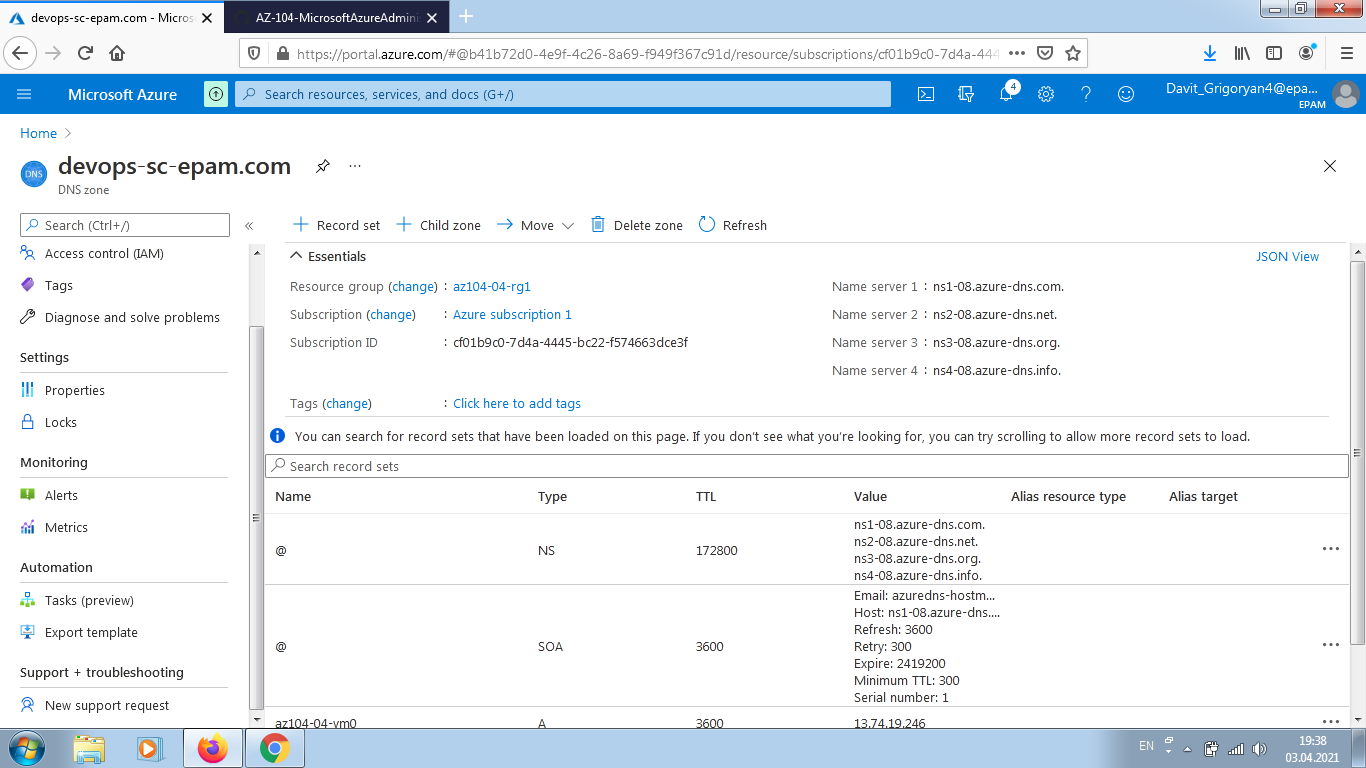 devops-sc-epam.com - Micros
AZ-104-MicrosoftAzureAdmini
https://portal.azure.com/#@b41b72d0-4e9f-4c26-8a69-f949f367c91d/resource/subscriptions/cf01b9c0-7d4a-444
Microsoft Azure
Search resources, services, and docs (G+/)
4
Davit_Grigoryan4@epa...
EPAM
Home
DNS
devops-sc-epam.com
DNS zone
Search (Ctrl+/)
Access control (IAM)
Tags
Diagnose and solve problems
Settings
Properties
Locks
Monitoring
Alerts
Metrics
Automation
Tasks (preview)
Export template
Support + troubleshooting
New support request
Record set
Child zone
Move
Delete zone
Refresh
Essentials
JSON View
Resource group (change) : az104-04-rg1
Subscription (change) : Azure subscription 1
Subscription ID : cf01b9c0-7d4a-4445-bc22-f574663dce3f
Name server 1 : ns1-08.azure-dns.com.
Name server 2 : ns2-08.azure-dns.net.
Name server 3 : ns3-08.azure-dns.org.
Name server 4 : ns4-08.azure-dns.info.
Tags (change) : Click here to add tags
You can search for record sets that have been loaded on this page. If you don't see what you're looking for, you can try scrolling to allow more record sets to load.
Search record sets
Name Type TTL Value Alias resource type Alias target
@ NS 172800
ns1-08.azure-dns.com.
ns2-08.azure-dns.net.
ns3-08.azure-dns.org.
ns4-08.azure-dns.info.
@ SOA 3600
Email: azuredns-hostm...
Host: ns1-08.azure-dns....
Refresh: 3600
Retry: 300
Expire: 2419200
Minimum TTL: 300
Serial number: 1
az104-04-vm0 A 3600 13.74.19.246
EN
19:38
03.04.2021